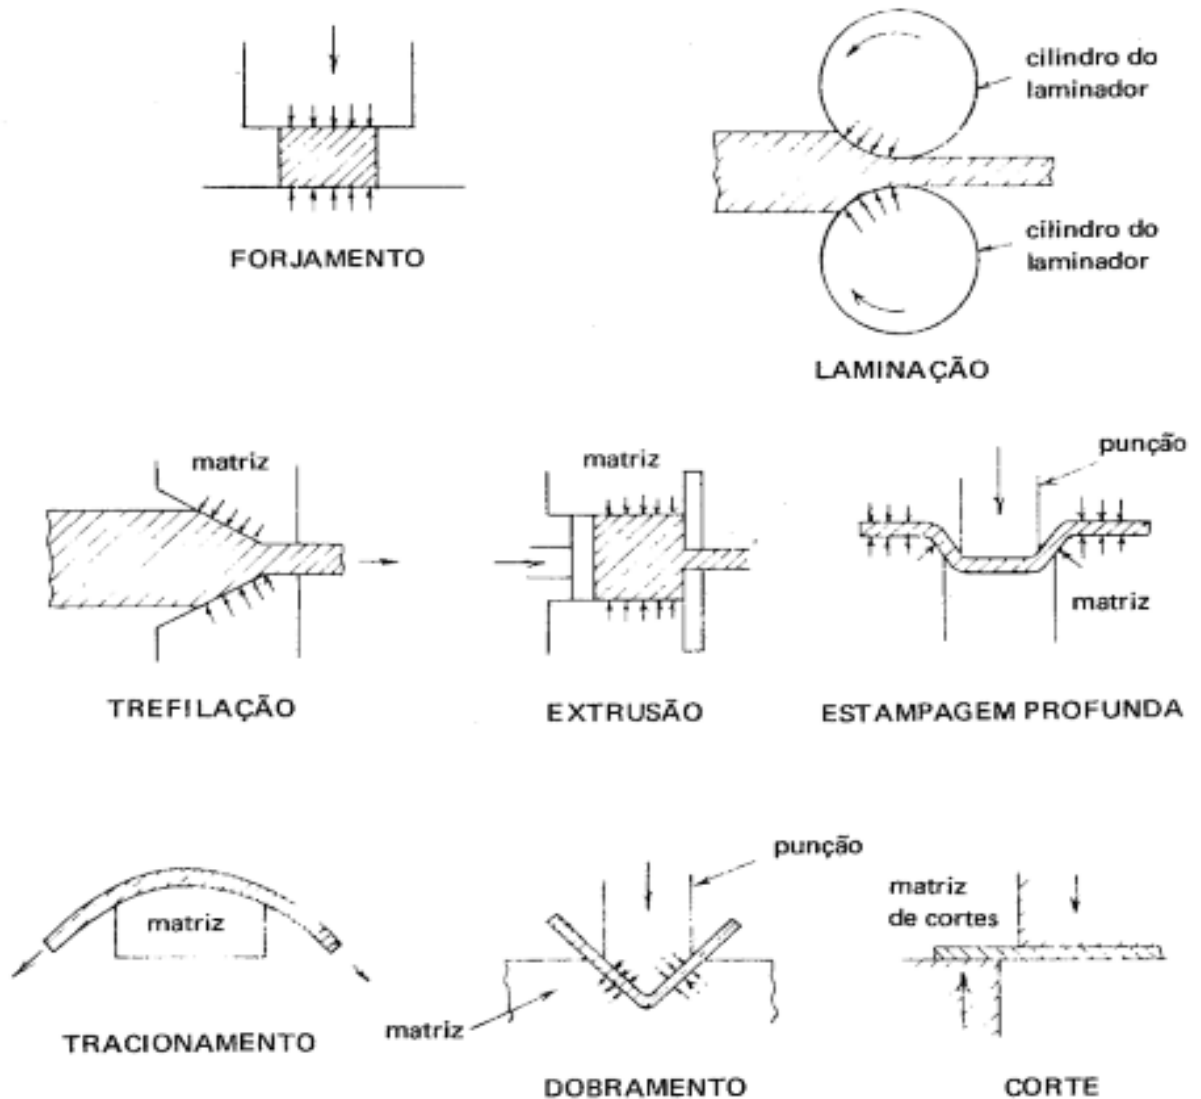 cilindro do
laminador
FORJAMENTO
cilindro do
laminador
LAMINAÇÃO
matriz
matriz
punção
matriz
TREFILAÇÃO
EXTRUSÃO
ESTAMPAGEM PROFUNDA
punção
matriz
matriz
de cortes
matriz
TRACIONAMENTO
DOBRAMENTO
CORTE